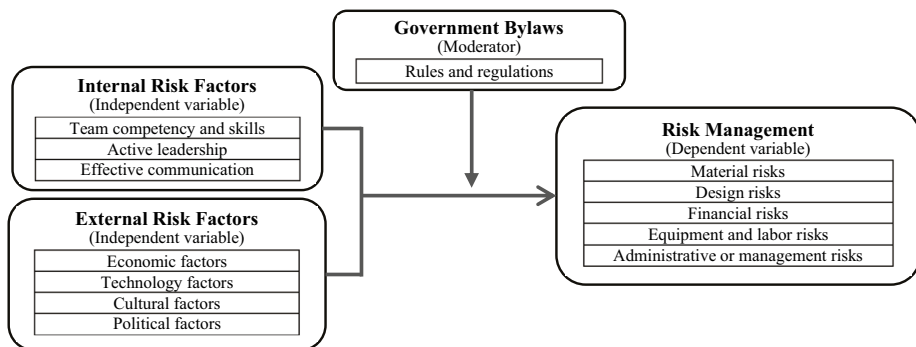 Government Bylaws
(Moderator)
Rules and regulations
Internal Risk Factors
(Independent variable)
Team competency and skills
Active leadership
Effective communication
External Risk Factors
(Independent variable)
Economic factors
Technology factors
Cultural factors
Political factors
Risk Management
(Dependent variable)
Material risks
Design risks
Financial risks
Equipment and labor risks
Administrative or management risks